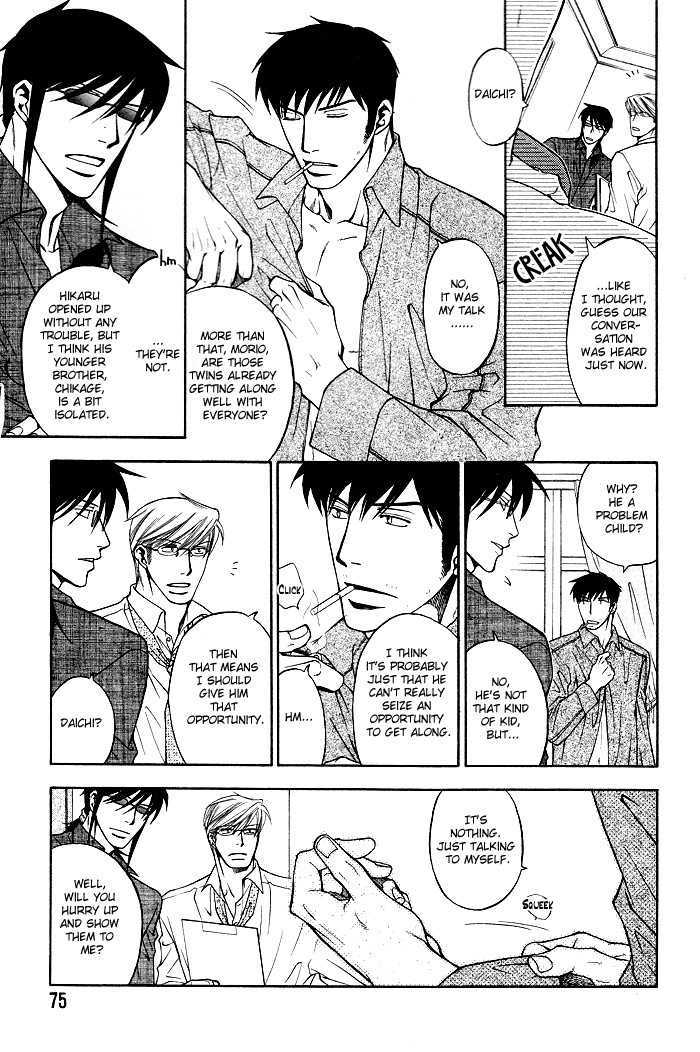 DAICHI?
CREAK
...LIKE
I THOUGHT,
GUESS OUR
CONVER-
SATION
WAS HEARD
JUST NOW.
NO,
IT WAS
MY TALK
......
MORE THAN
THAT, MORIO,
ARE THOSE
TWINS ALREADY
GETTING ALONG
WELL WITH
EVERYONE?
hm
...
THEY'RE
NOT.
HIKARU
OPENED UP
WITHOUT ANY
TROUBLE, BUT
I THINK HIS
YOUNGER
BROTHER,
CHIKAGE,
IS A BIT
ISOLATED.
WHY?
HE A
PROBLEM
CHILD?
NO,
HE'S NOT
THAT KIND
OF KID,
BUT...
I THINK
IT'S PROBABLY
JUST THAT HE
CAN'T REALLY
SEIZE AN
OPPORTUNITY
TO GET ALONG.
CLICK
HM...
THEN
THAT MEANS
I SHOULD
GIVE HIM
THAT
OPPORTUNITY.
DAICHI?
IT'S
NOTHING.
JUST TALKING
TO MYSELF.
SQUEEK
WELL,
WILL YOU
HURRY UP
AND SHOW
THEM TO
ME?
75